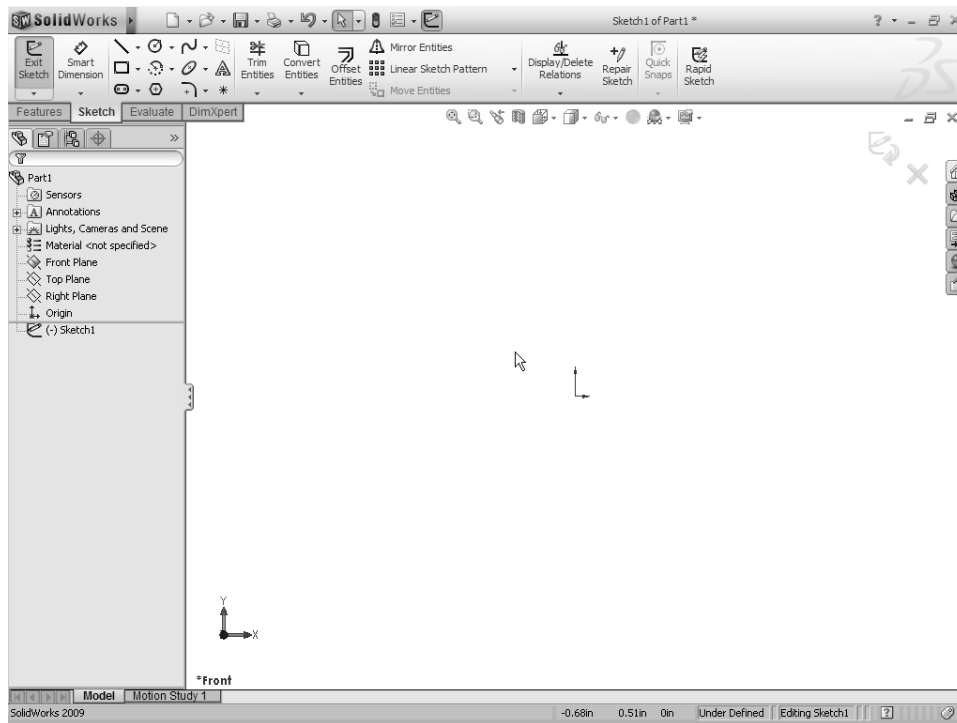 SolidWorks
Sketch1 of Part1 *
Exit Sketch
Smart Dimension
Trim Entities
Convert Entities
Offset Entities
Mirror Entities
Linear Sketch Pattern
Move Entities
Display/Delete Relations
Repair Sketch
Quick Snaps
Rapid Sketch
Features Sketch Evaluate DimXpert
Part1
Sensors
Annotations
Lights, Cameras and Scene
Material <not specified>
Front Plane
Top Plane
Right Plane
Origin
(-) Sketch1
Y
X
*Front
Model Motion Study 1
SolidWorks 2009 -0.68in 0.51in 0in Under Defined Editing Sketch1 ?